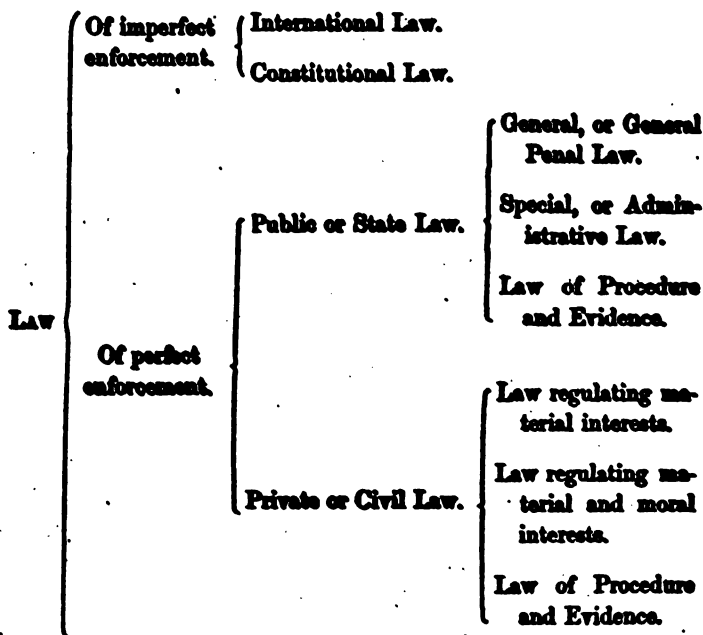 Of imperfect
enforcement.
International Law.
Constitutional Law.
General, or General
Penal Law.
Public or State Law.
Special, or Admin-
istrative Law.
Law of Procedure
and Evidence.
Law
Of perfect
enforcement.
Law regulating ma-
terial interests.
Private or Civil Law.
Law regulating ma-
terial and moral
interests.
Law of Procedure
and Evidence.